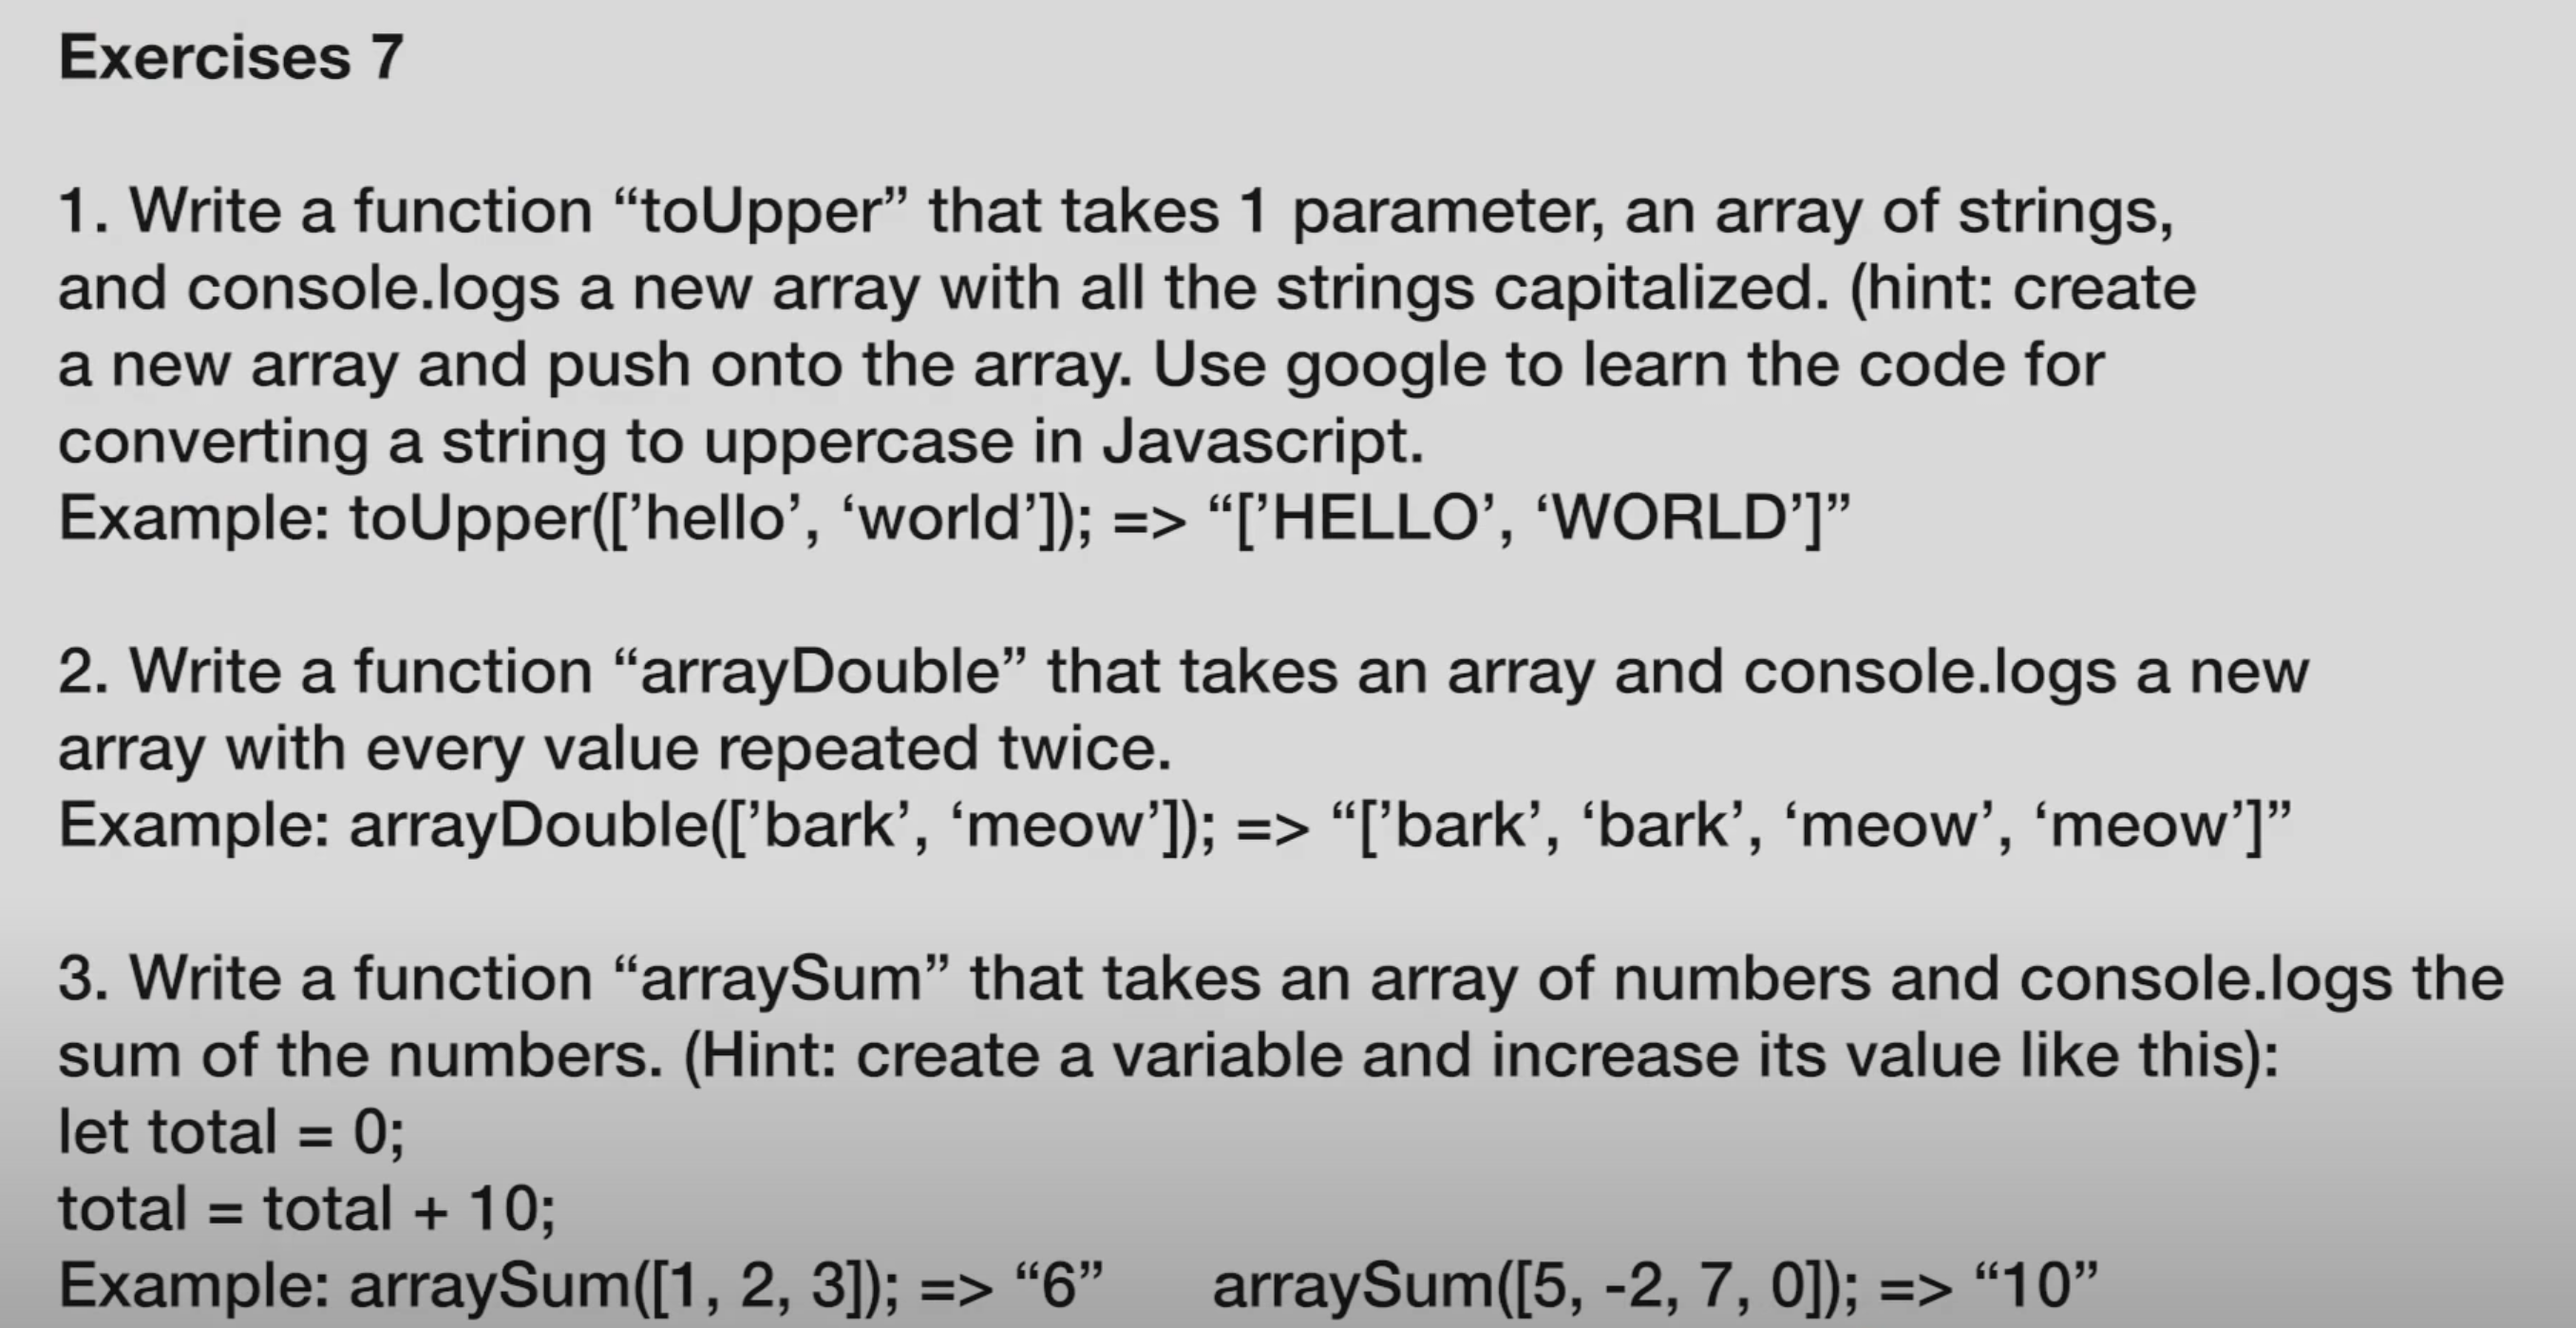 Exercises 7
1. Write a function “toUpper” that takes 1 parameter, an array of strings,
and console.logs a new array with all the strings capitalized. (hint: create
a new array and push onto the array. Use google to learn the code for
converting a string to uppercase in Javascript.
Example: toUpper([’hello’, ‘world’]); => “[’HELLO’, ‘WORLD’]”
2. Write a function “arrayDouble” that takes an array and console.logs a new
array with every value repeated twice.
Example: arrayDouble([’bark’, ‘meow’]); => “[’bark’, ‘bark’, ‘meow’, ‘meow’]”
3. Write a function “arraySum” that takes an array of numbers and console.logs the
sum of the numbers. (Hint: create a variable and increase its value like this):
let total = 0;
total = total + 10;
Example: arraySum([1, 2, 3]); => “6” arraySum([5, -2, 7, 0]); => “10”